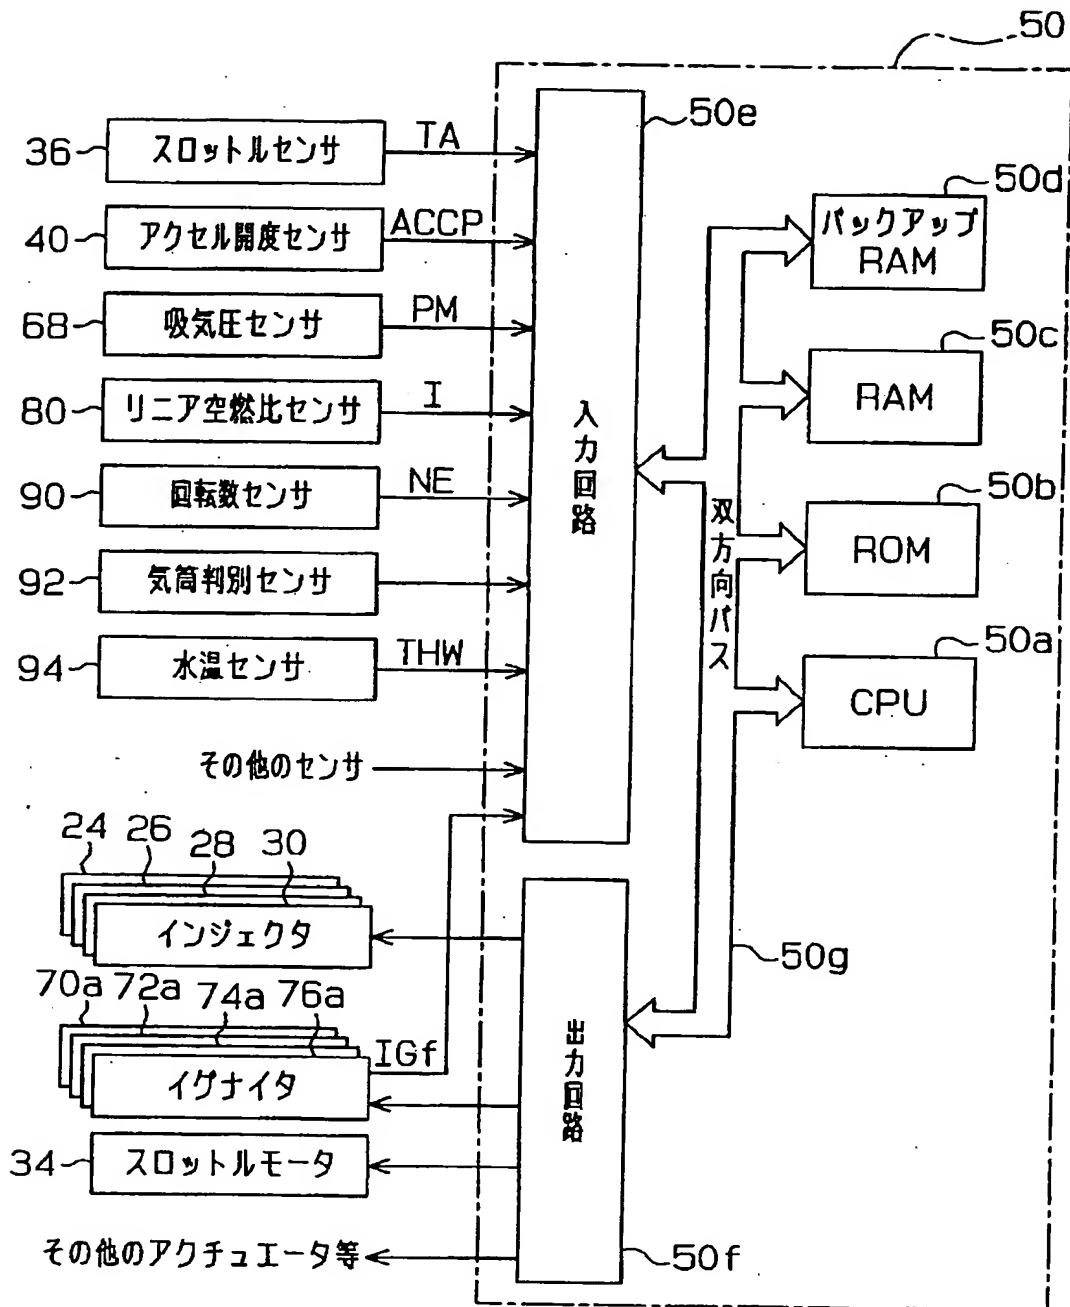 50
50e
36
スロットルセンサ
TA
50d
バックアップ
RAM
40
アクセル開度センサ
ACCP
68
吸気圧センサ
PM
50c
RAM
80
リニア空燃比センサ
I
入力回路
90
回転数センサ
NE
50b
ROM
双方向バス
92
気筒判別センサ
94
水温センサ
THW
50a
CPU
その他のセンサ
24
26
28
30
インジェクタ
50g
70a
72a
74a
76a
IGf
イグナイタ
出力回路
34
スロットルモータ
その他のアクチュエータ等
50f